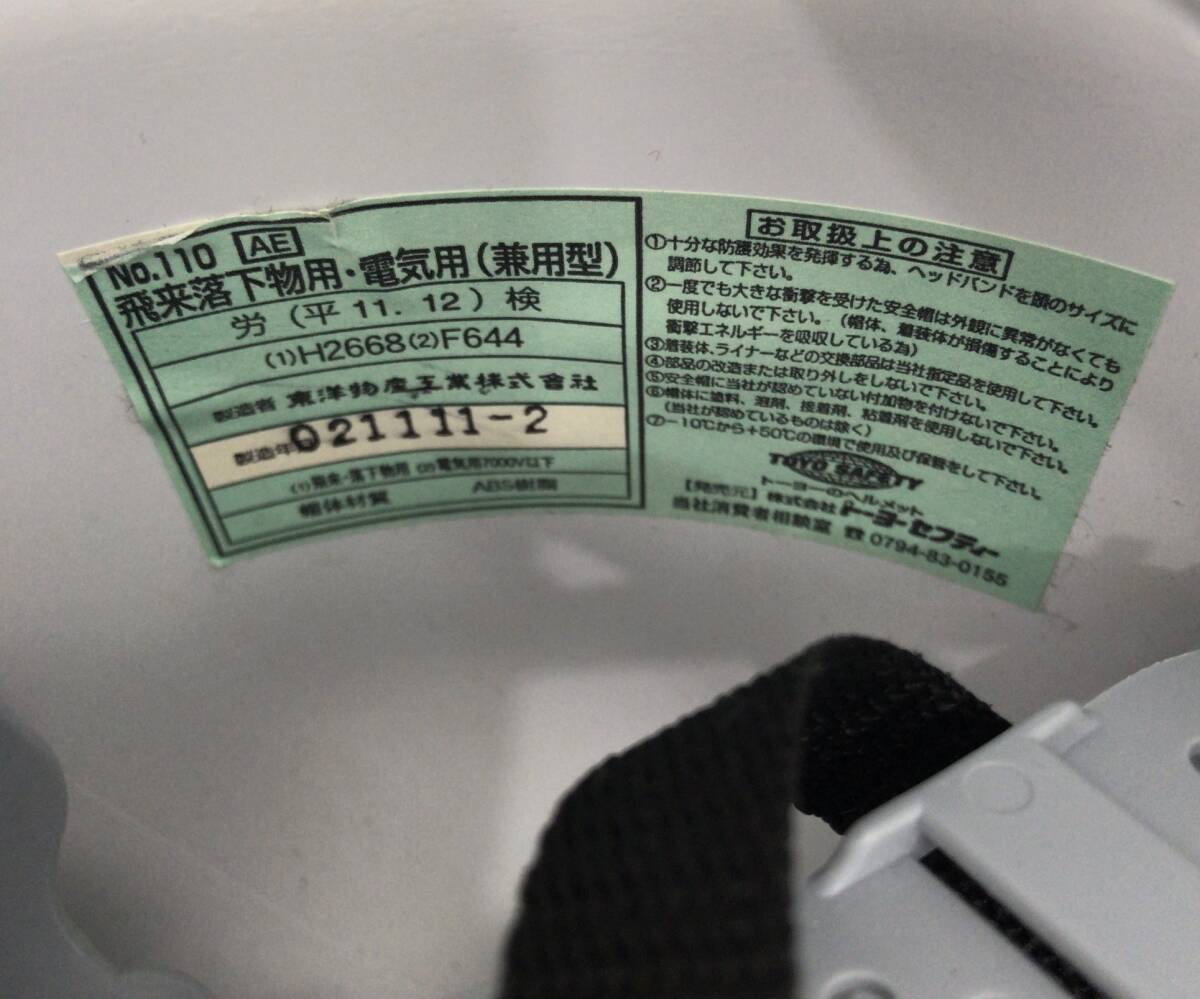 No.110 AE
飛来落下物用・電気用(兼用型)
労(平11.12)検
(1)H2668(2)F644
製造者 東洋物産工業株式會社
製造年 021111-2
(1)飛来・落下物用 (2)電気用7000V以下
帽体材質 ABS樹脂
お取扱上の注意
①十分な防護効果を発揮する為、ヘッドバンドを頭のサイズに
調節して下さい。
②一度でも大きな衝撃を受けた安全帽は外観に異常がなくても
使用しないで下さい。(帽体、着装体が損傷することにより
衝撃エネルギーを吸収している為)
③着装体、ライナーなどの交換部品は当社指定品を使用して下さい。
④部品の改造または取り外しをしないで下さい。
⑤安全帽に当社が認めていない付加物を付けないで下さい。
⑥帽体に塗料、溶剤、接着剤、粘着剤を使用しないで下さい。
(当社が認めているものは除く)
⑦-10℃から+50℃の環境で使用及び保管をして下さい。
TOYO SAFETY
トーヨーのヘルメット
【発売元】株式会社トーヨーセフティー
当社消費者相談室 ☎ 0794-83-0155